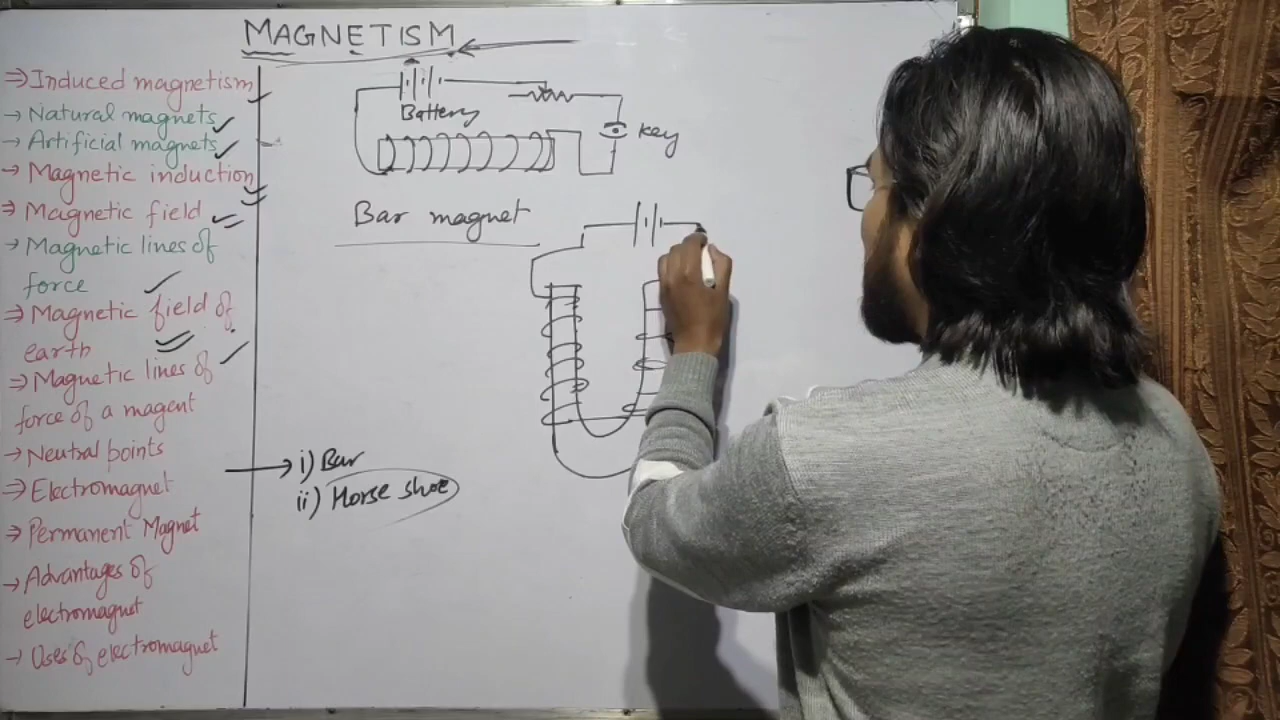 MAGNETISM
⇒ Induced magnetism
→ Natural magnets
→ Artificial magnets
→ Magnetic induction
⇒ Magnetic field
→ Magnetic lines of
force
⇒ Magnetic field of
earth
⇒ Magnetic lines of
force of a magent
→ Neutral points
⇒ Electromagnet
→ Permanent Magnet
→ Advantages of
electromagnet
→ Uses of electromagnet
Battery
Key
Bar magnet
i) Bar
ii) Horse shoe